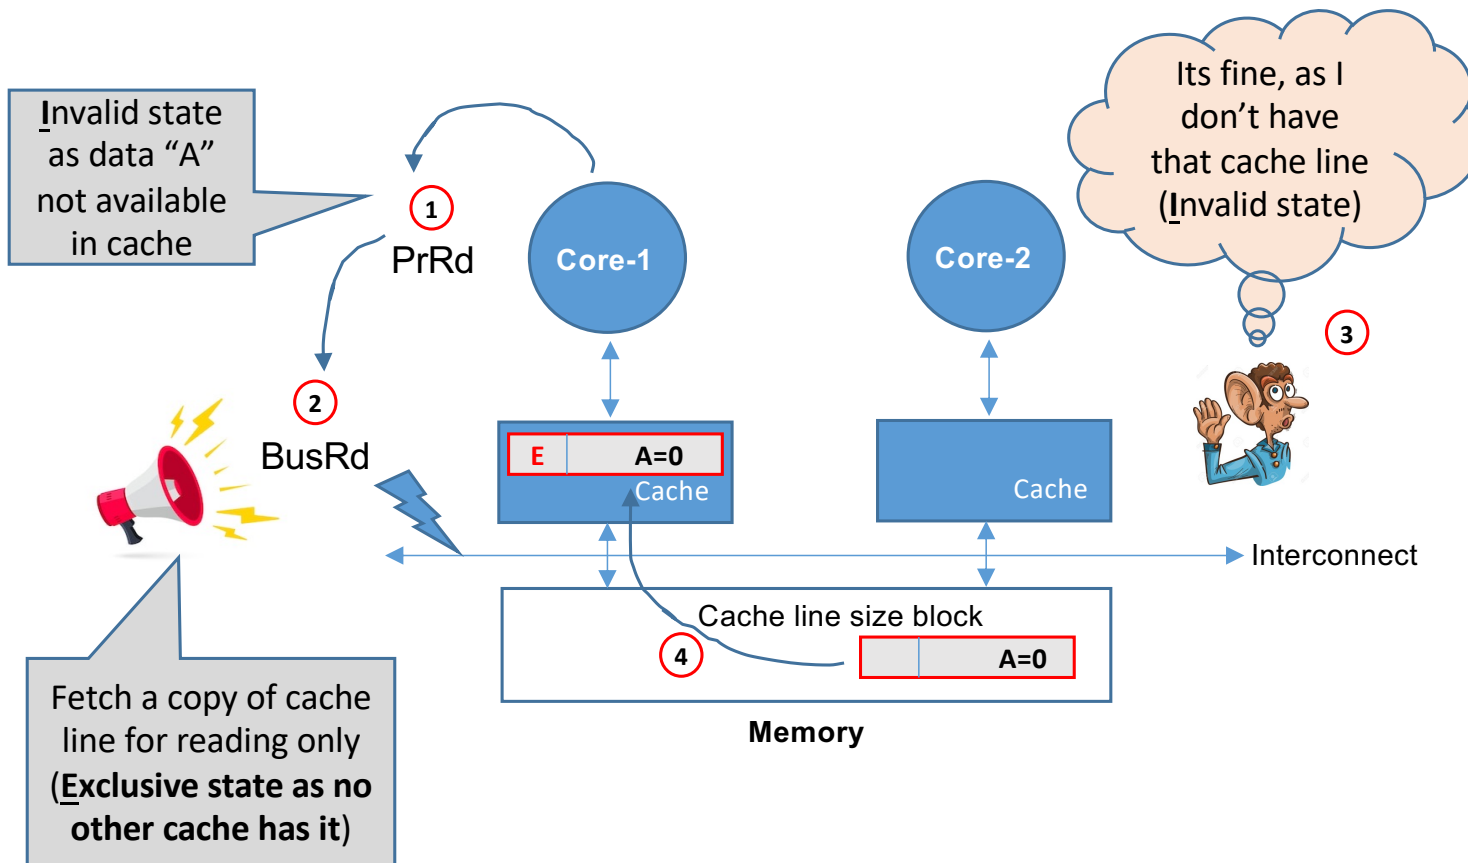 Invalid state
as data “A”
not available
in cache
1
PrRd
2
BusRd
Fetch a copy of cache
line for reading only
(Exclusive state as no
other cache has it)
Core-1
Core-2
E A=0
Cache
Cache
Interconnect
Cache line size block
4
A=0
Memory
Its fine, as I
don’t have
that cache line
(Invalid state)
3